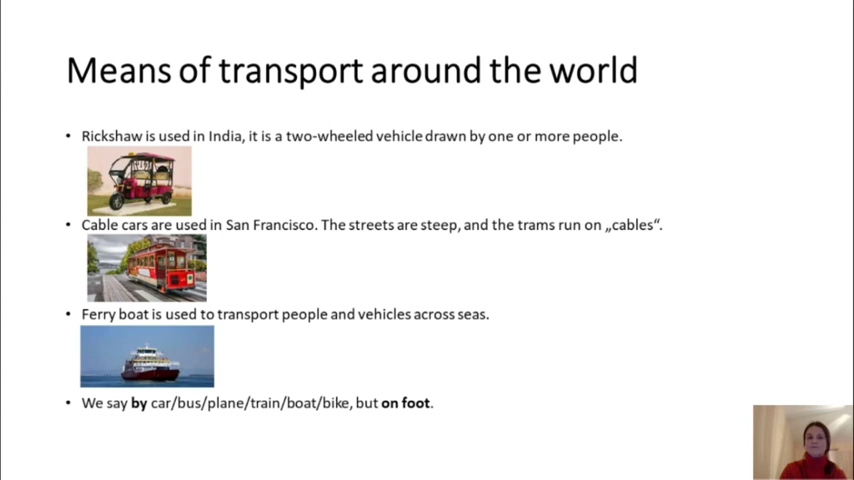 Means of transport around the world
• Rickshaw is used in India, it is a two-wheeled vehicle drawn by one or more people.
• Cable cars are used in San Francisco. The streets are steep, and the trams run on „cables“.
• Ferry boat is used to transport people and vehicles across seas.
• We say by car/bus/plane/train/boat/bike, but on foot.